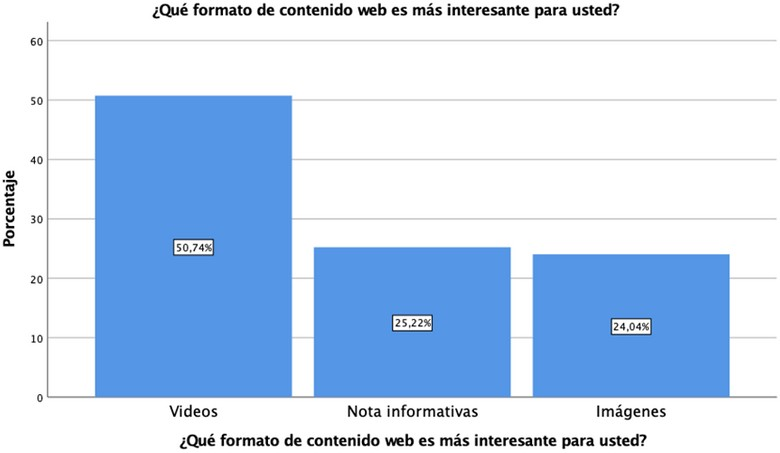 ¿Qué formato de contenido web es más interesante para usted?
60
50
40
30
20
10
0
Porcentaje
50,74%
25,22%
24,04%
Videos
Nota informativas
Imágenes
¿Qué formato de contenido web es más interesante para usted?